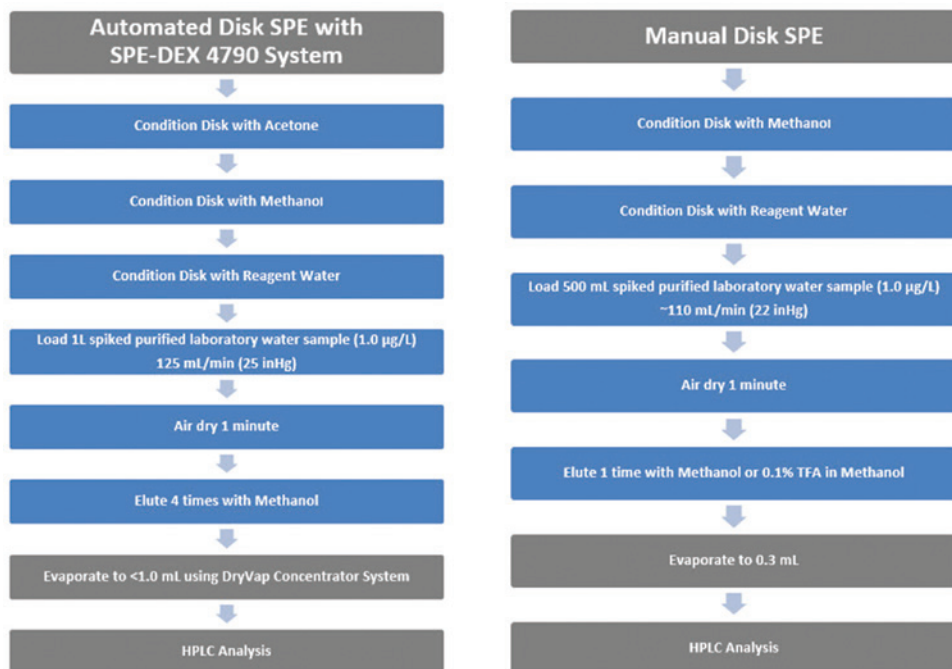 Automated Disk SPE with
SPE-DEX 4790 System
Condition Disk with Acetone
Condition Disk with Methanol
Condition Disk with Reagent Water
Load 1L spiked purified laboratory water sample (1.0 µg/L)
125 mL/min (25 inHg)
Air dry 1 minute
Elute 4 times with Methanol
Evaporate to <1.0 mL using DryVap Concentrator System
HPLC Analysis
Manual Disk SPE
Condition Disk with Methanol
Condition Disk with Reagent Water
Load 500 mL spiked purified laboratory water sample (1.0 µg/L)
~110 mL/min (22 inHg)
Air dry 1 minute
Elute 1 time with Methanol or 0.1% TFA in Methanol
Evaporate to 0.3 mL
HPLC Analysis